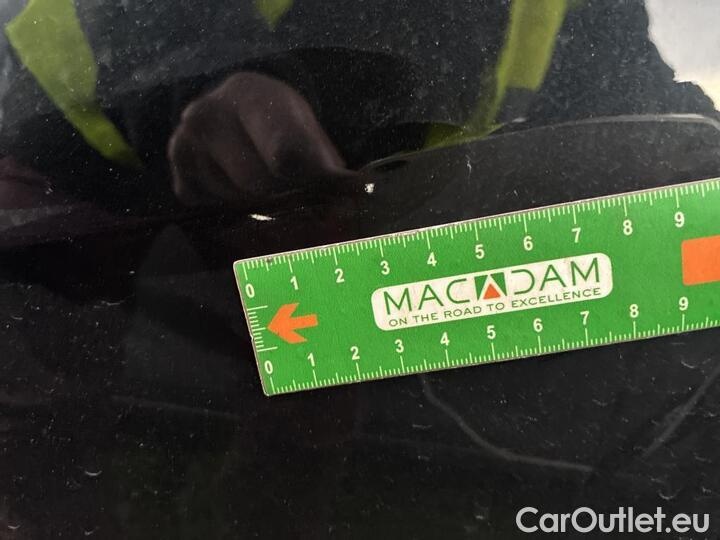 0 1 2 3 4 5 6 7 8 9
MACADAM
ON THE ROAD TO EXCELLENCE
0 1 2 3 4 5 6 7 8 9
CarOutlet.eu